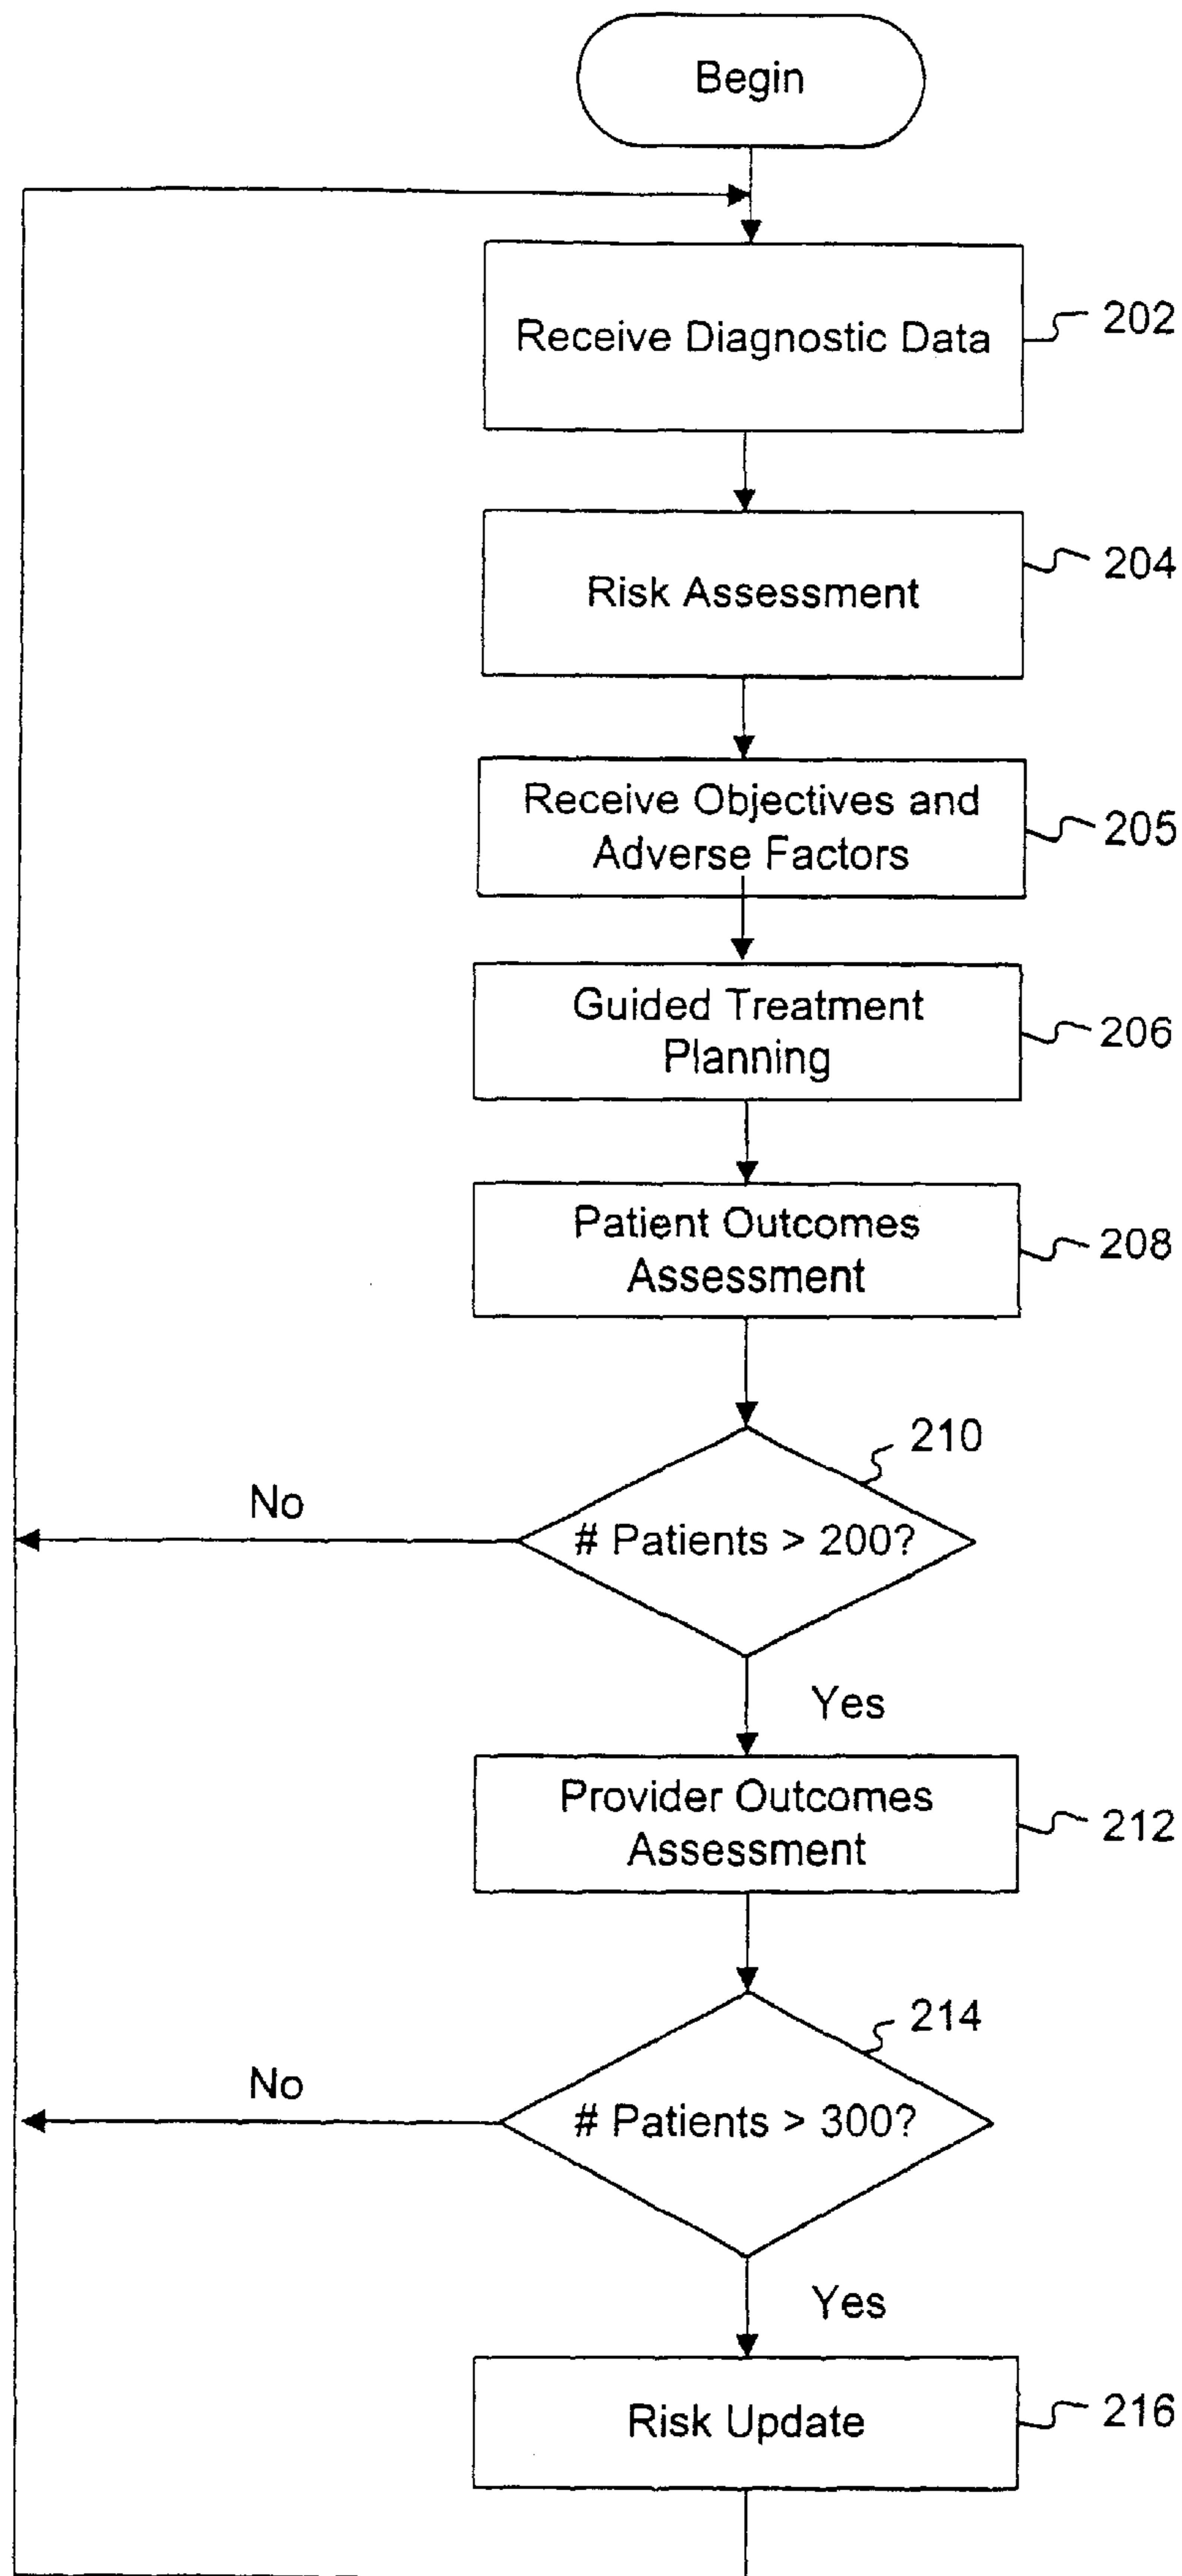 Begin
Receive Diagnostic Data
202
Risk Assessment
204
Receive Objectives and
Adverse Factors
205
Guided Treatment
Planning
206
Patient Outcomes
Assessment
208
210
# Patients > 200?
No
Yes
Provider Outcomes
Assessment
212
214
# Patients > 300?
No
Yes
Risk Update
216